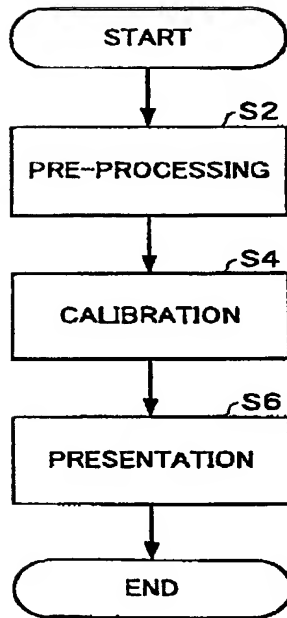 START
S2
PRE-PROCESSING
S4
CALIBRATION
S6
PRESENTATION
END